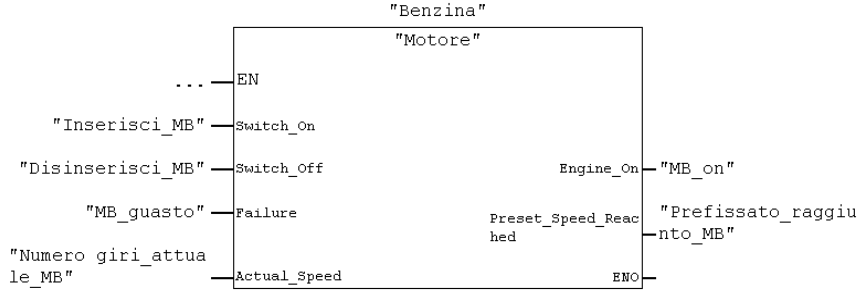 "Benzina"
"Motore"
... EN
"Inserisci_MB" Switch_On
"Disinserisci_MB" Switch_Off
Engine_On "MB_on"
"MB_guasto" Failure
Preset_Speed_Reac
hed
"Prefissato_raggiu
nto_MB"
"Numero giri_attua
le_MB"
Actual_Speed
ENO